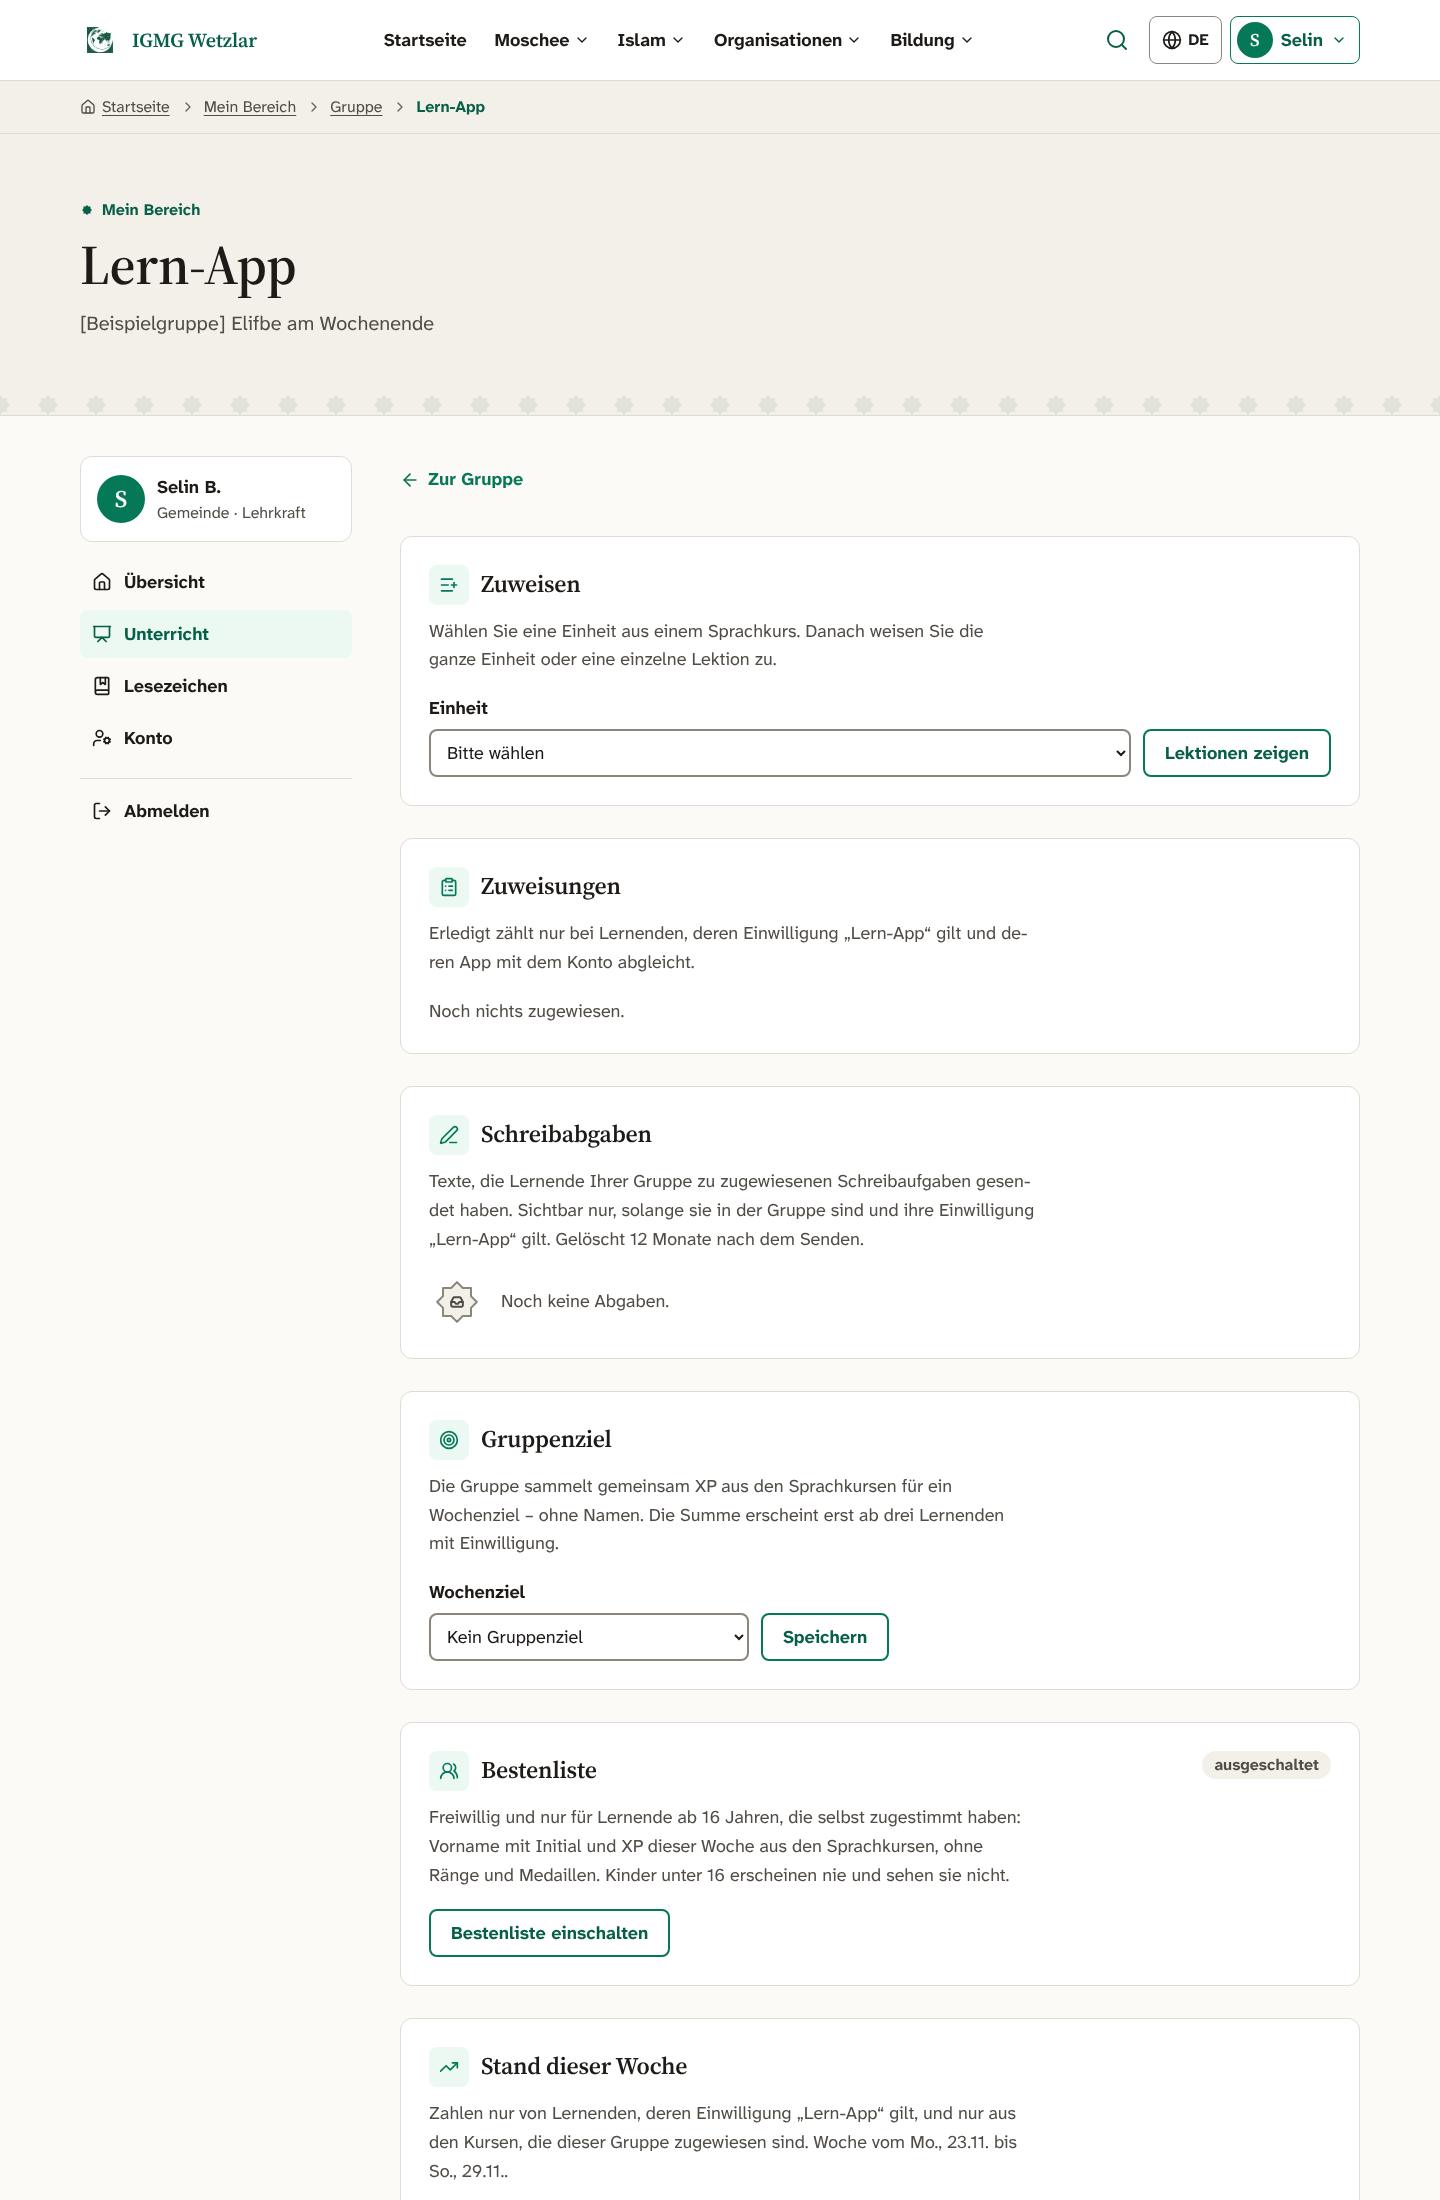 IGMG Wetzlar
Startseite
Moschee
Islam
Organisationen
Bildung
DE
S
Selin
Startseite
Mein Bereich
Gruppe
Lern-App
Mein Bereich
Lern-App
[Beispielgruppe] Elifbe am Wochenende
S
Selin B.
Gemeinde · Lehrkraft
Übersicht
Unterricht
Lesezeichen
Konto
Abmelden
Zur Gruppe
Zuweisen
Wählen Sie eine Einheit aus einem Sprachkurs. Danach weisen Sie die
ganze Einheit oder eine einzelne Lektion zu.
Einheit
Bitte wählen
Lektionen zeigen
Zuweisungen
Erledigt zählt nur bei Lernenden, deren Einwilligung „Lern-App“ gilt und de-
ren App mit dem Konto abgleicht.
Noch nichts zugewiesen.
Schreibabgaben
Texte, die Lernende Ihrer Gruppe zu zugewiesenen Schreibaufgaben gesen-
det haben. Sichtbar nur, solange sie in der Gruppe sind und ihre Einwilligung
„Lern-App“ gilt. Gelöscht 12 Monate nach dem Senden.
Noch keine Abgaben.
Gruppenziel
Die Gruppe sammelt gemeinsam XP aus den Sprachkursen für ein
Wochenziel – ohne Namen. Die Summe erscheint erst ab drei Lernenden
mit Einwilligung.
Wochenziel
Kein Gruppenziel
Speichern
Bestenliste
ausgeschaltet
Freiwillig und nur für Lernende ab 16 Jahren, die selbst zugestimmt haben:
Vorname mit Initial und XP dieser Woche aus den Sprachkursen, ohne
Ränge und Medaillen. Kinder unter 16 erscheinen nie und sehen sie nicht.
Bestenliste einschalten
Stand dieser Woche
Zahlen nur von Lernenden, deren Einwilligung „Lern-App“ gilt, und nur aus
den Kursen, die dieser Gruppe zugewiesen sind. Woche vom Mo., 23.11. bis
So., 29.11..